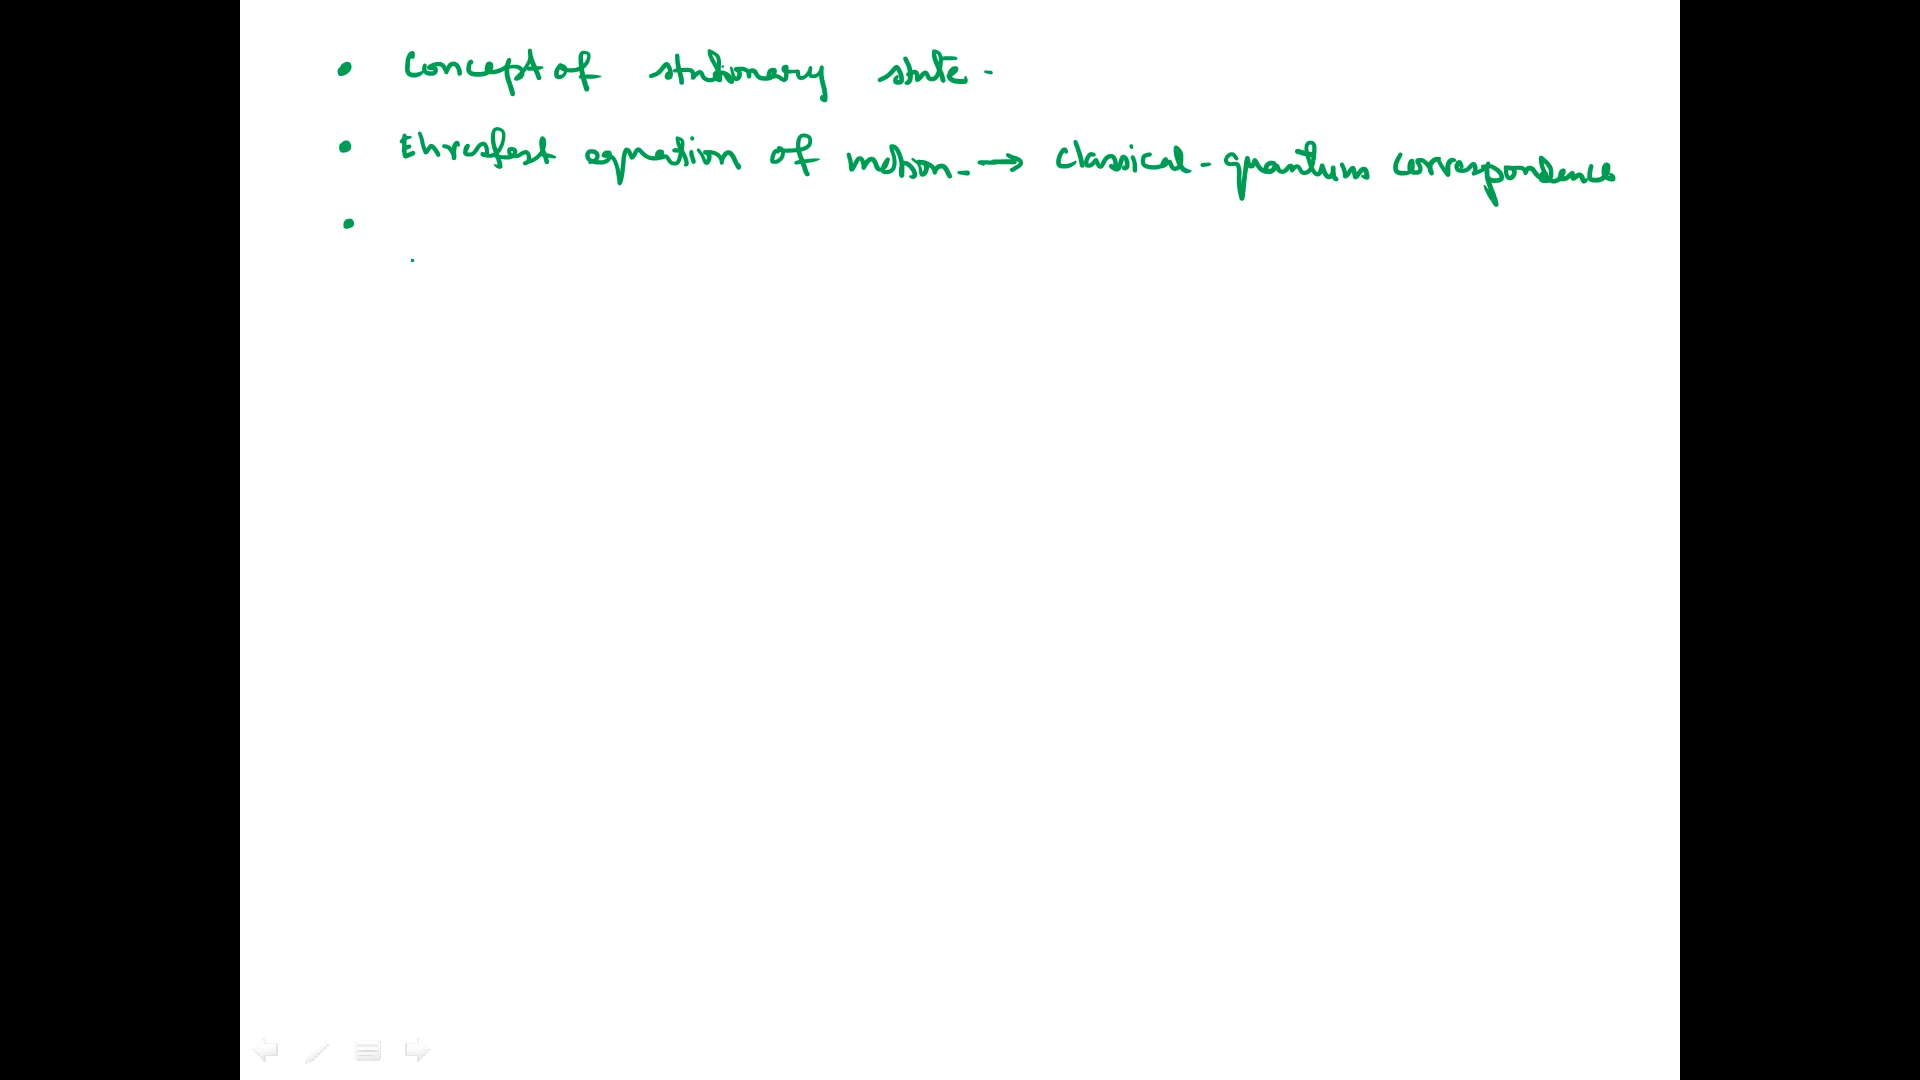 • Concept of stationary state -
• Ehrenfest equation of motion. → Classical - quantum correspondence
•